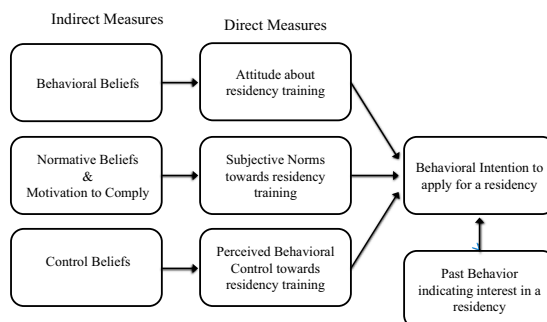 Indirect Measures
Direct Measures
Behavioral Beliefs
Attitude about
residency training
Normative Beliefs
&
Motivation to Comply
Subjective Norms
towards residency
training
Behavioral Intention to
apply for a residency
Control Beliefs
Perceived Behavioral
Control towards
residency training
Past Behavior
indicating interest in a
residency